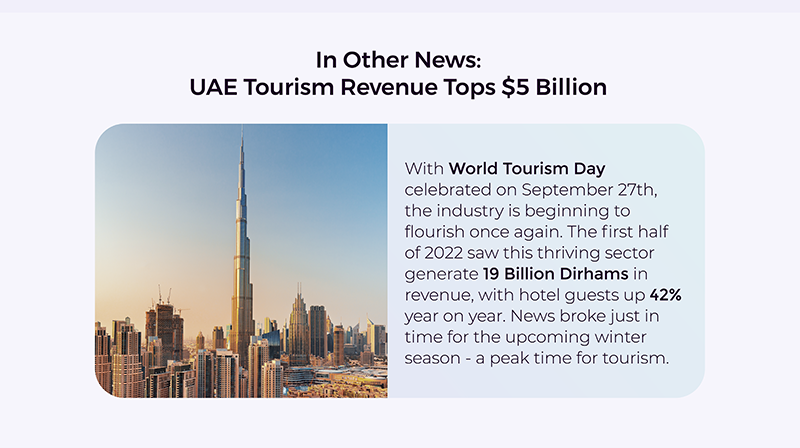 In Other News:
UAE Tourism Revenue Tops $5 Billion
With World Tourism Day
celebrated on September 27th,
the industry is beginning to
flourish once again. The first half
of 2022 saw this thriving sector
generate 19 Billion Dirhams in
revenue, with hotel guests up 42%
year on year. News broke just in
time for the upcoming winter
season - a peak time for tourism.